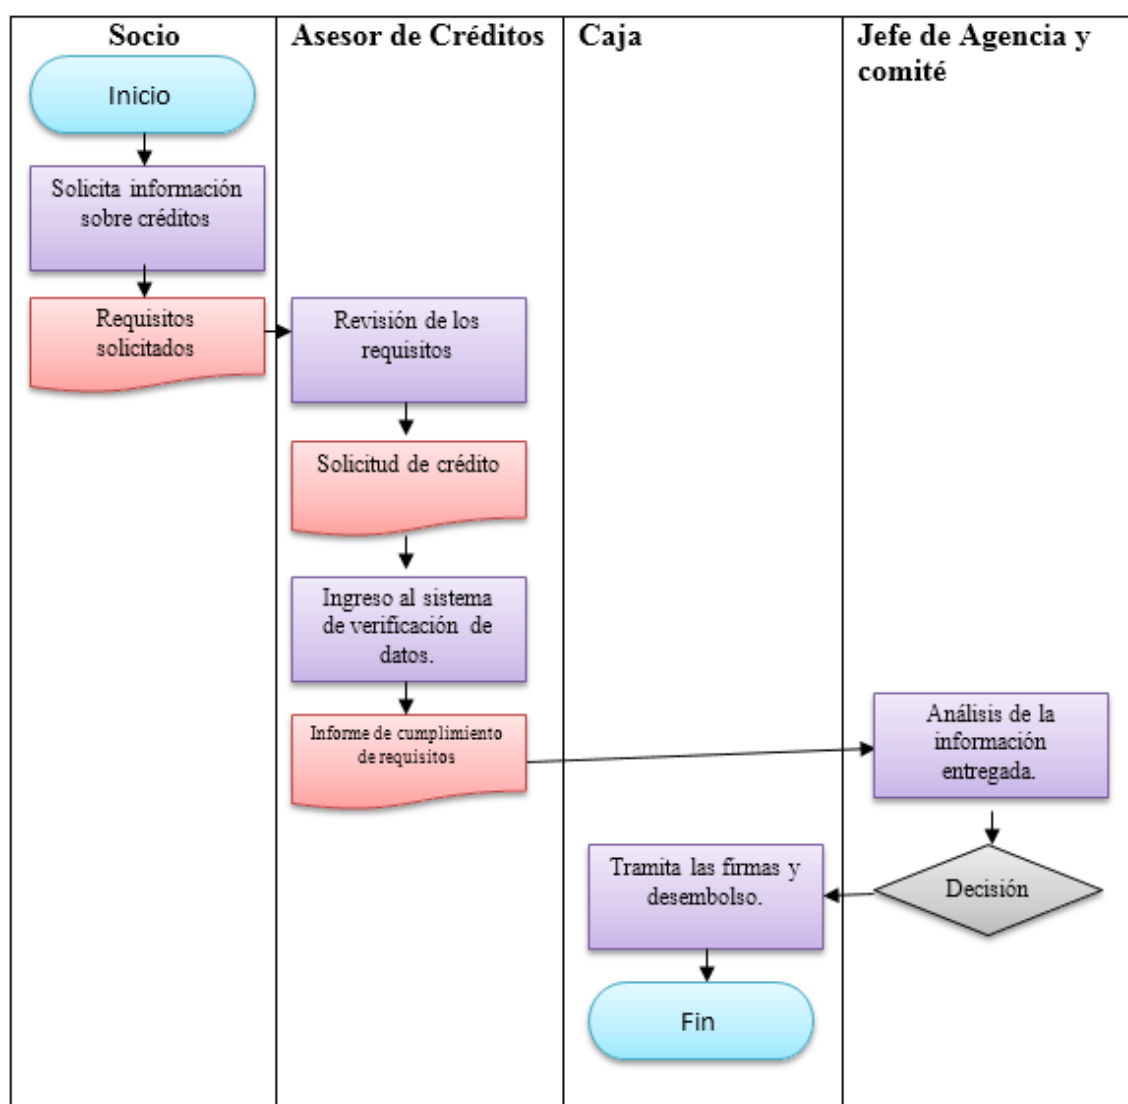 Socio
Asesor de Créditos
Caja
Jefe de Agencia y
comité
Inicio
Solicita información
sobre créditos
Requisitos
solicitados
Revisión de los
requisitos
Solicitud de crédito
Ingreso al sistema
de verificación de
datos.
Informe de cumplimiento
de requisitos
Análisis de la
información
entregada.
Decisión
Tramita las firmas y
desembolso.
Fin